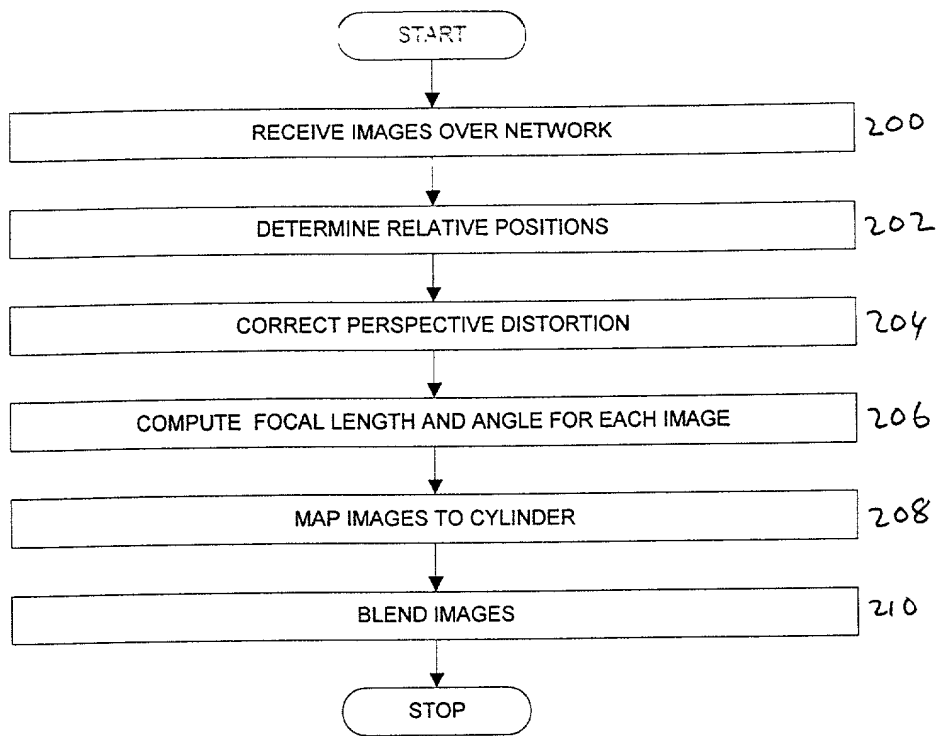 START
RECEIVE IMAGES OVER NETWORK 200
DETERMINE RELATIVE POSITIONS 202
CORRECT PERSPECTIVE DISTORTION 204
COMPUTE FOCAL LENGTH AND ANGLE FOR EACH IMAGE 206
MAP IMAGES TO CYLINDER 208
BLEND IMAGES 210
STOP